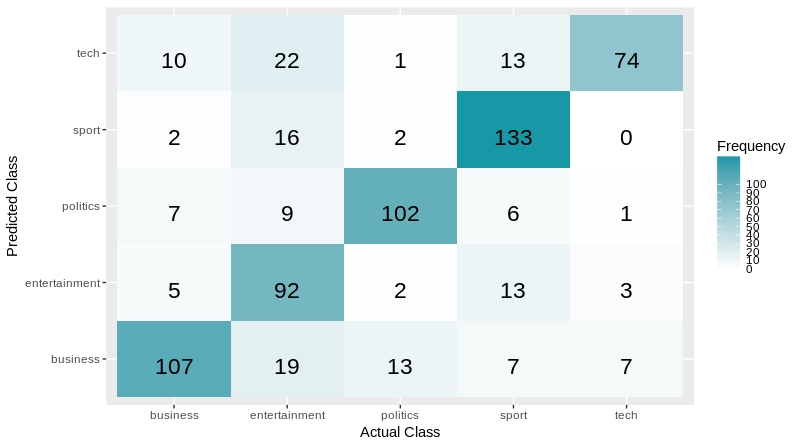 tech
10 22 1 13 74
sport
2 16 2 133 0
politics
7 9 102 6 1
entertainment
5 92 2 13 3
business
107 19 13 7 7
business entertainment politics sport tech
Actual Class
Predicted Class
Frequency
100
90
80
70
60
50
40
30
20
10
0